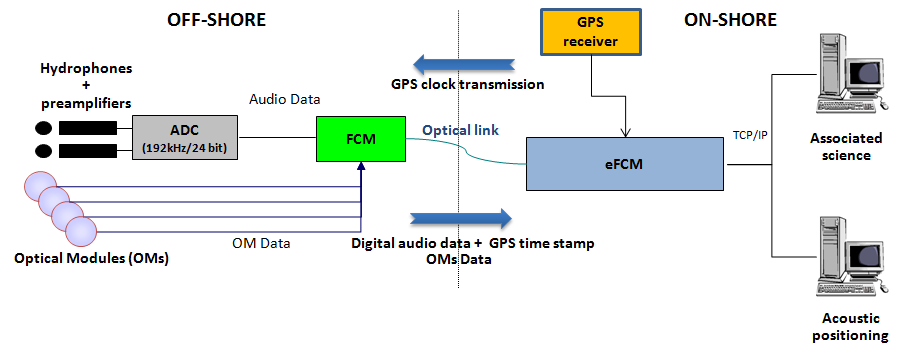 OFF-SHORE
ON-SHORE
GPS
receiver
Hydrophones
+
preamplifiers
GPS clock transmission
Audio Data
ADC
(192kHz/24 bit)
FCM
Optical link
eFCM
TCP/IP
Associated
science
OM Data
Optical Modules (OMs)
Digital audio data + GPS time stamp
OMs Data
Acoustic
positioning